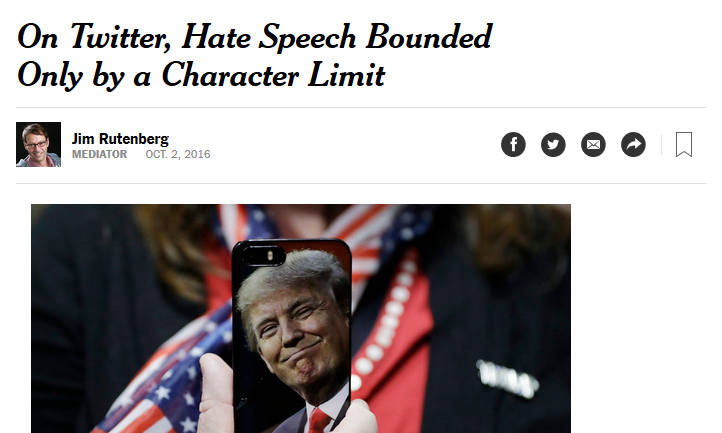 On Twitter, Hate Speech Bounded
Only by a Character Limit
Jim Rutenberg
MEDIATOR OCT. 2, 2016